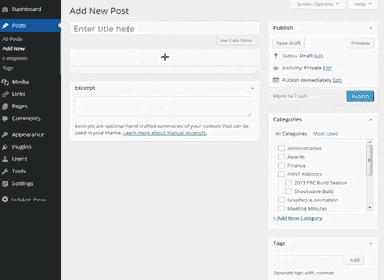 Dashboard
Posts
All Posts
Add New
Categories
Tags
Media
Links
Pages
Comments
Appearance
Plugins
Users
Tools
Settings
Screen Options
Help
Add New Post
Enter title here
Use Code Editor
Excerpt
Excerpts are optional hand-crafted summaries of your content that can be
used in your theme. Learn more about manual excerpts.
Publish
Save Draft
Preview
Status: Draft Edit
Visibility: Private Edit
Publish immediately Edit
Move to Trash
Publish
Categories
All Categories
Most Used
Administrative
Awards
Finance
FIRST Robotics
2013 FRC Build Season
Shockwave Build
Graphics & Animation
Meeting Minutes
+ Add New Category
Tags
Add
Separate tags with commas